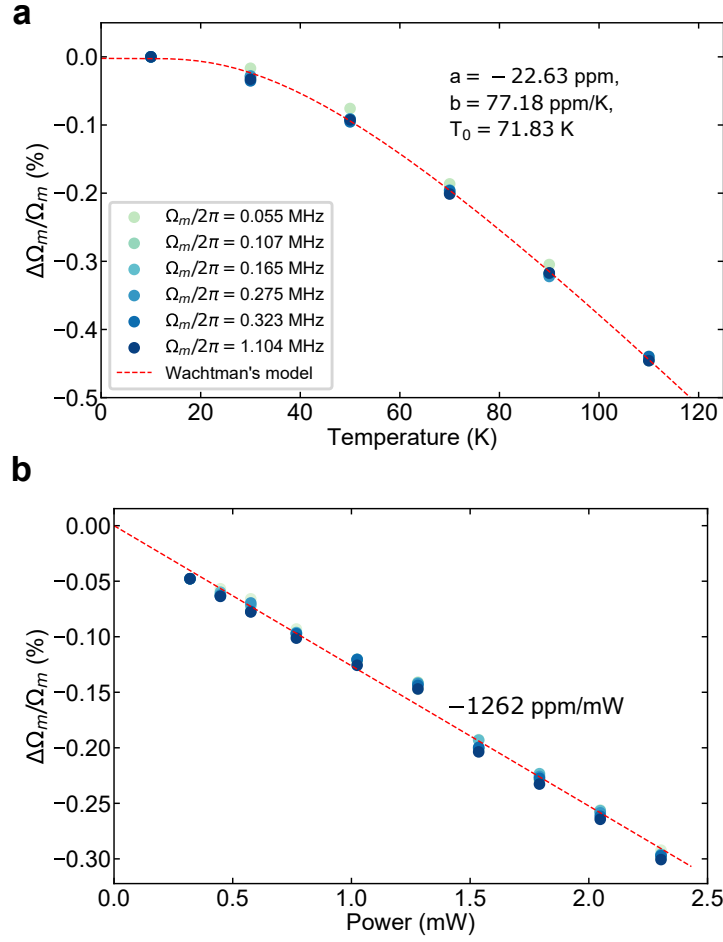 a
0.0
−0.1
−0.2
−0.3
−0.4
−0.5
ΔΩₘ/Ωₘ (%)
a = −22.63 ppm,
b = 77.18 ppm/K,
T_0 = 71.83 K
Ωₘ/2π = 0.055 MHz
Ωₘ/2π = 0.107 MHz
Ωₘ/2π = 0.165 MHz
Ωₘ/2π = 0.275 MHz
Ωₘ/2π = 0.323 MHz
Ωₘ/2π = 1.104 MHz
Wachtman's model
0 20 40 60 80 100 120
Temperature (K)
b
0.00
−0.05
−0.10
−0.15
−0.20
−0.25
−0.30
ΔΩₘ/Ωₘ (%)
−1262 ppm/mW
0.0 0.5 1.0 1.5 2.0 2.5
Power (mW)